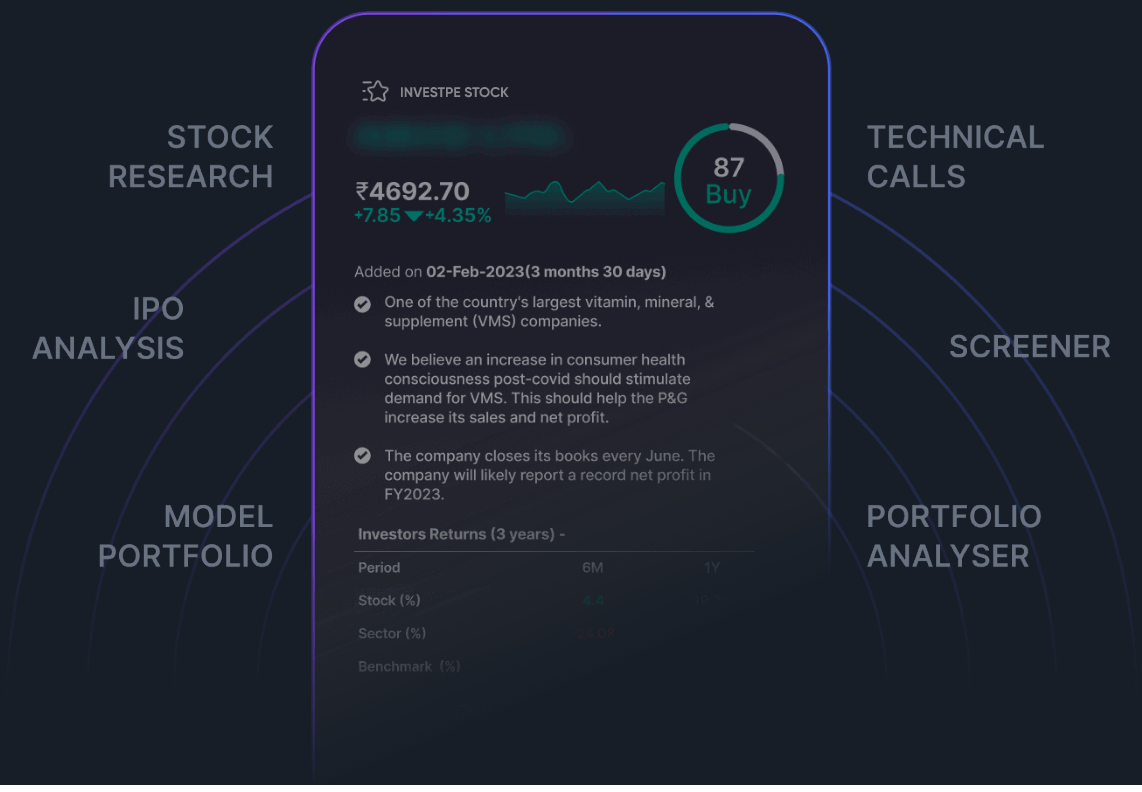 STOCK
RESEARCH
IPO
ANALYSIS
MODEL
PORTFOLIO
INVESTPE STOCK
₹4692.70
+7.85 ▼ +4.35%
87
Buy
Added on 02-Feb-2023(3 months 30 days)
One of the country's largest vitamin, mineral, &
supplement (VMS) companies.
We believe an increase in consumer health
consciousness post-covid should stimulate
demand for VMS. This should help the P&G
increase its sales and net profit.
The company closes its books every June. The
company will likely report a record net profit in
FY2023.
Investors Returns (3 years) -
Period 6M 1Y
Stock (%) 4.4
Sector (%)
Benchmark (%)
TECHNICAL
CALLS
SCREENER
PORTFOLIO
ANALYSER